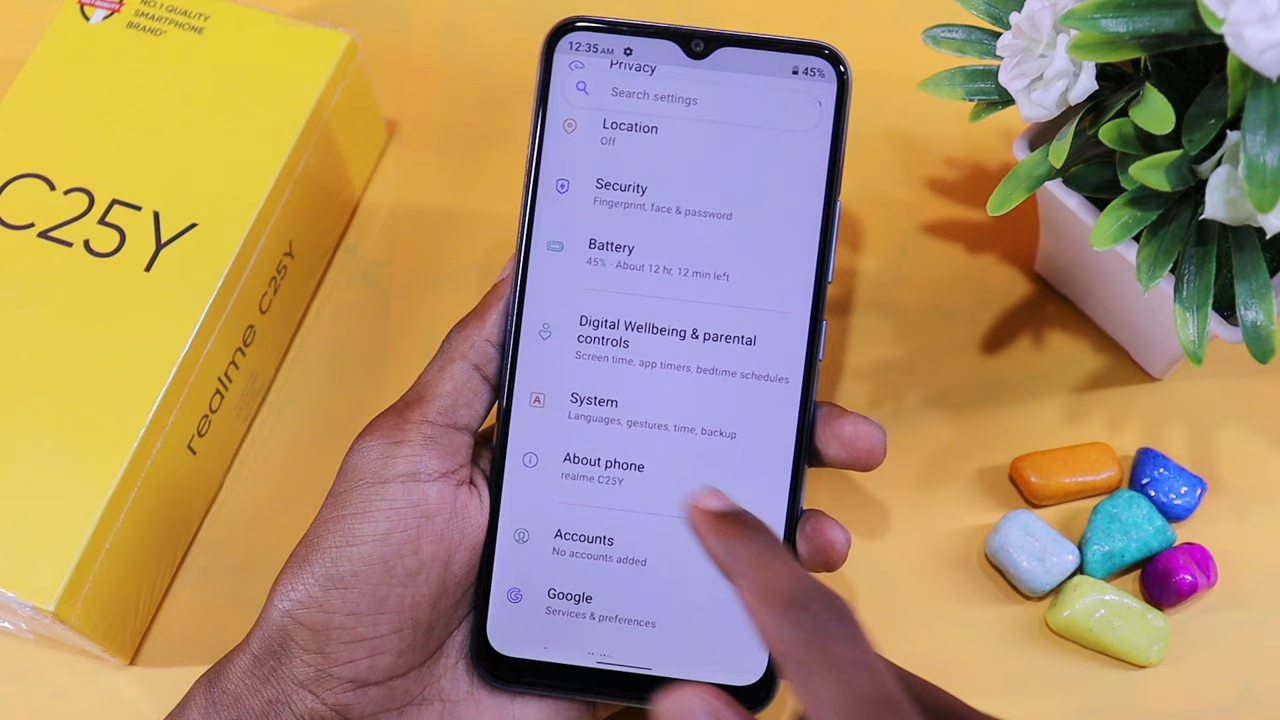 NO.1 QUALITY
SMARTPHONE
BRAND*
C25Y
realme C25Y
12:35 AM
45%
Privacy
Search settings
Location
Off
Security
Fingerprint, face & password
Battery
45% - About 12 hr, 12 min left
Digital Wellbeing & parental
controls
Screen time, app timers, bedtime schedules
System
Languages, gestures, time, backup
About phone
realme C25Y
Accounts
No accounts added
Google
Services & preferences